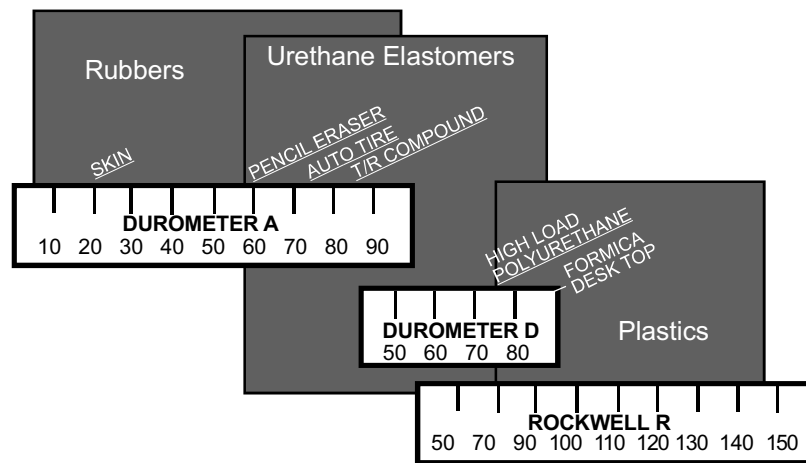 Rubbers
Urethane Elastomers
SKIN
PENCIL ERASER
AUTO TIRE
T/R COMPOUND
DUROMETER A
10 20 30 40 50 60 70 80 90
HIGH LOAD
POLYURETHANE
FORMICA
DESK TOP
DUROMETER D
50 60 70 80
Plastics
ROCKWELL R
50 70 80 90 100 110 120 130 140 150